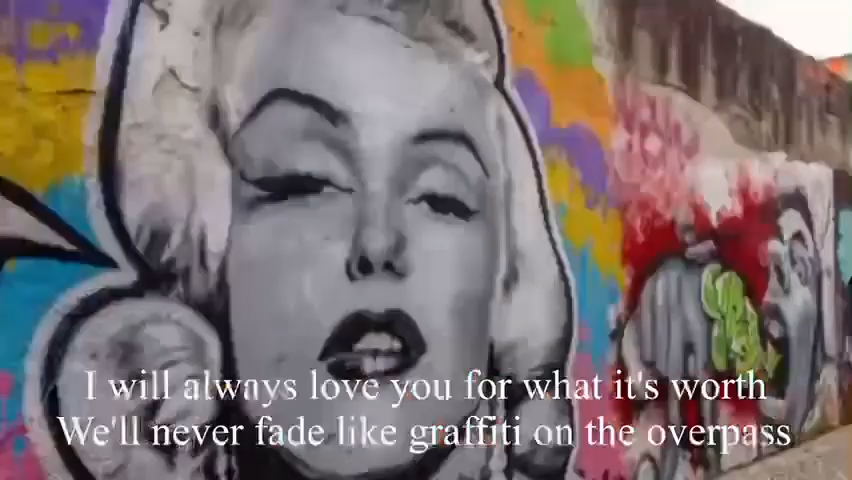 I will always love you for what it's worth
We'll never fade like graffiti on the overpass